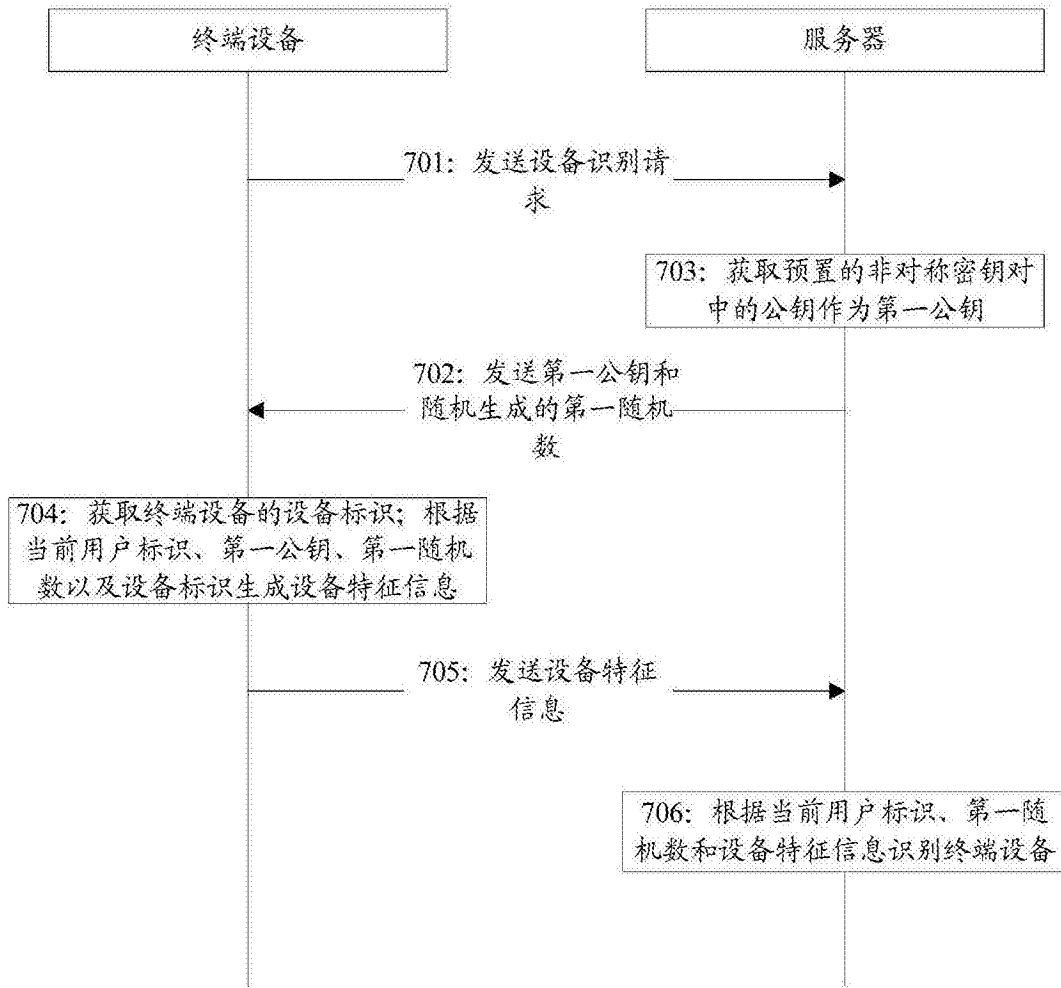 终端设备
服务器
701：发送设备识别请
求
703：获取预置的非对称密钥对
中的公钥作为第一公钥
702：发送第一公钥和
随机生成的第一随机
数
704：获取终端设备的设备标识；根据
当前用户标识、第一公钥、第一随机
数以及设备标识生成设备特征信息
705：发送设备特征
信息
706：根据当前用户标识、第一随
机数和设备特征信息识别终端设备